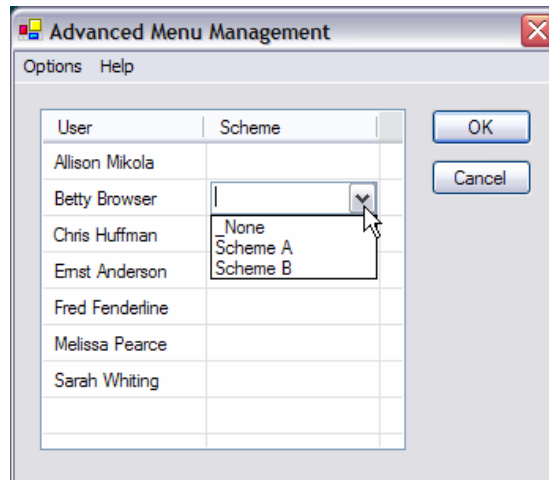 Advanced Menu Management
Options Help
User Scheme
OK
Allison Mikola
Cancel
Betty Browser
_None
Chris Huffman
Scheme A
Scheme B
Ernst Anderson
Fred Fenderline
Melissa Pearce
Sarah Whiting